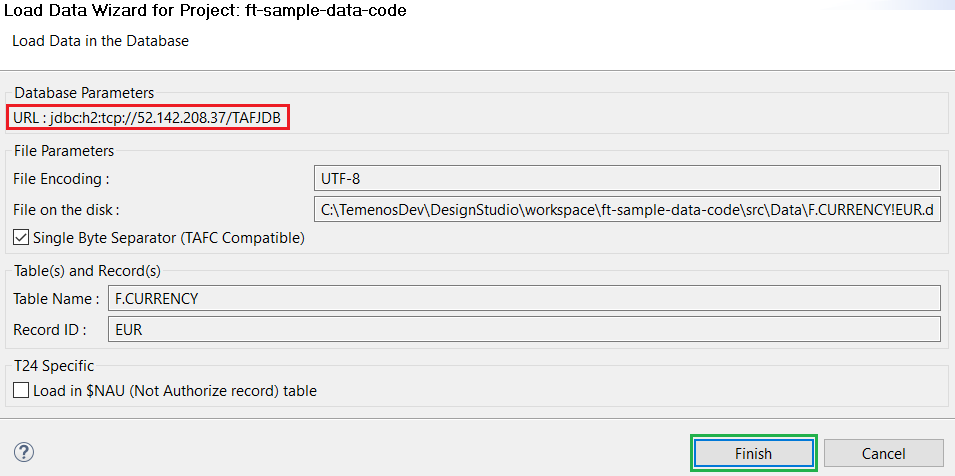 Load Data Wizard for Project: ft-sample-data-code
Load Data in the Database
Database Parameters
URL : jdbc:h2:tcp://52.142.208.37/TAFJDB
File Parameters
File Encoding :
UTF-8
File on the disk :
C:\TemenosDev\DesignStudio\workspace\ft-sample-data-code\src\Data\F.CURRENCY!EUR.d
Single Byte Separator (TAFC Compatible)
Table(s) and Record(s)
Table Name :
F.CURRENCY
Record ID :
EUR
T24 Specific
Load in $NAU (Not Authorize record) table
?
Finish
Cancel